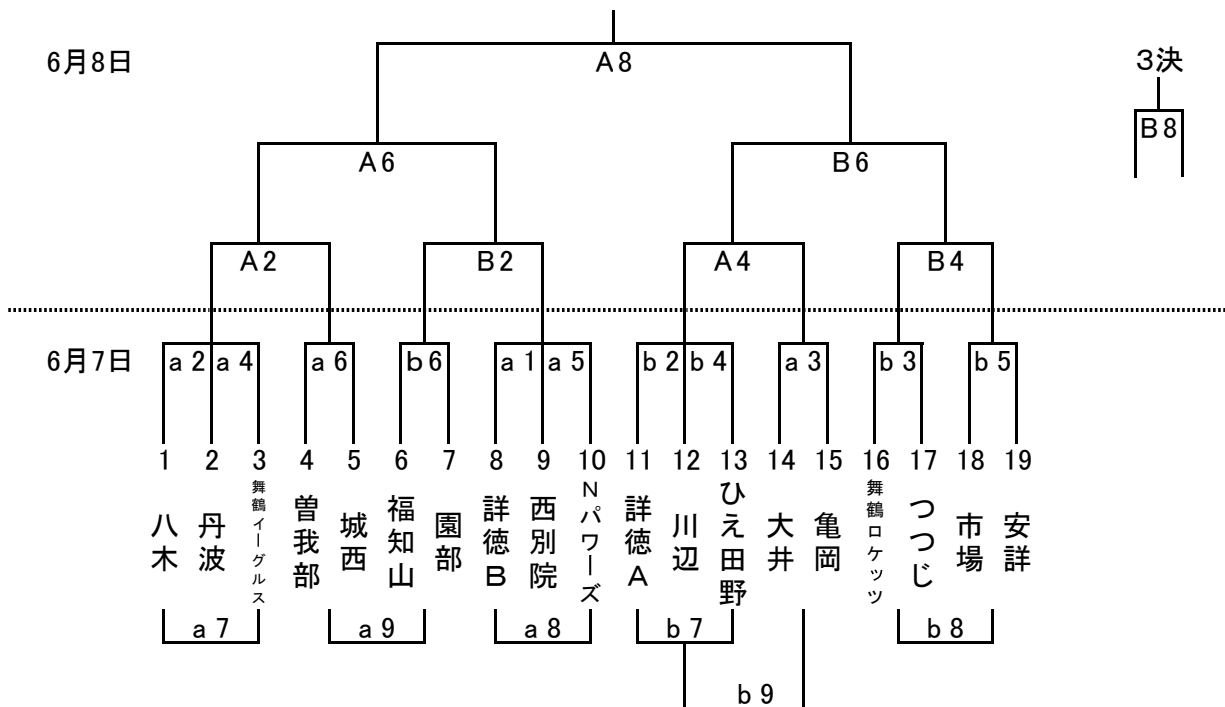 6月8日
A8
3決
B8
A6
B6
A2
B2
A4
B4
6月7日
a2
a4
a6
b6
a1
a5
b2
b4
a3
b3
b5
1
2
3
4
5
6
7
8
9
10
11
12
13
14
15
16
17
18
19
八木
丹波
舞鶴イーグルス
曽我部
城西
福知山
園部
詳徳B
西別院
Nパワーズ
詳徳A
川辺
ひえ田野
大井
亀岡
舞鶴ロケッツ
つつじ
市場
安詳
a7
a9
a8
b7
b8
b9